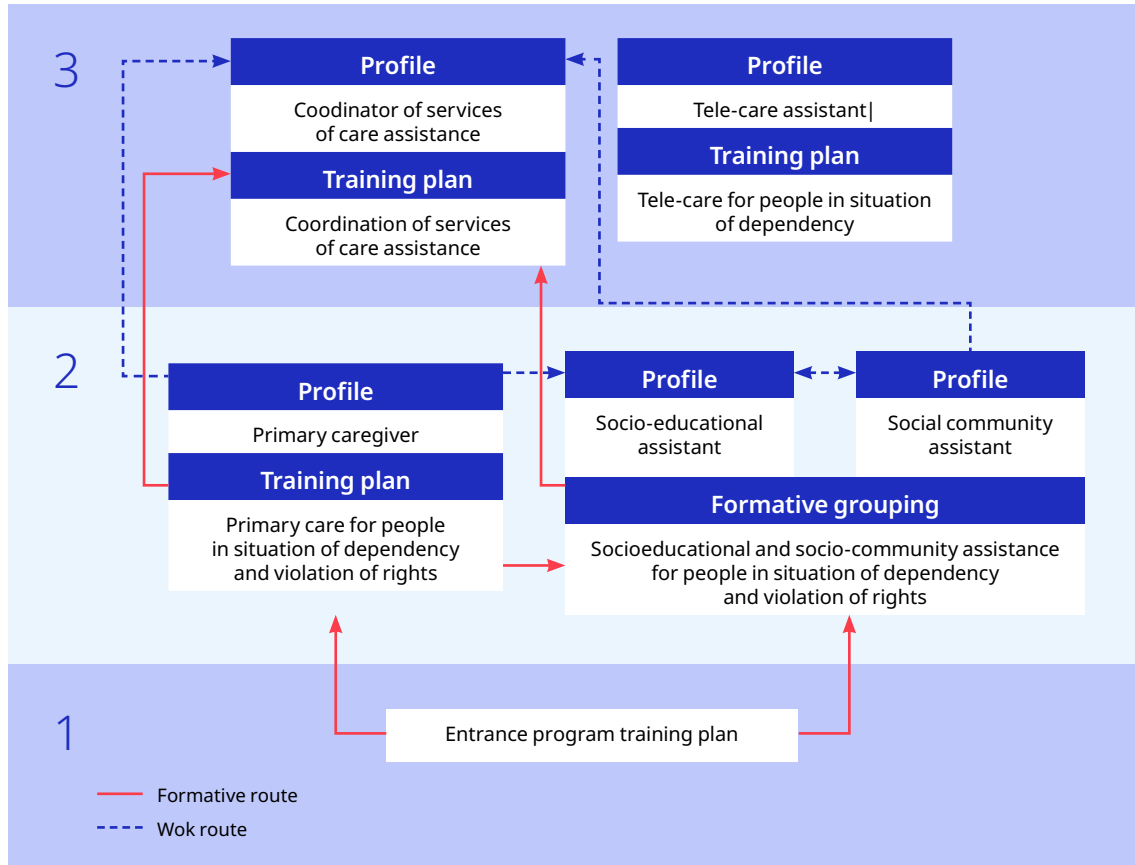 3
Profile
Coodinator of services
of care assistance
Training plan
Coordination of services
of care assistance
Profile
Tele-care assistant|
Training plan
Tele-care for people in situation
of dependency
2
Profile
Primary caregiver
Training plan
Primary care for people
in situation of dependency
and violation of rights
Profile
Socio-educational
assistant
Profile
Social community
assistant
Formative grouping
Socioeducational and socio-community assistance
for people in situation of dependency
and violation of rights
1
Entrance program training plan
Formative route
Wok route